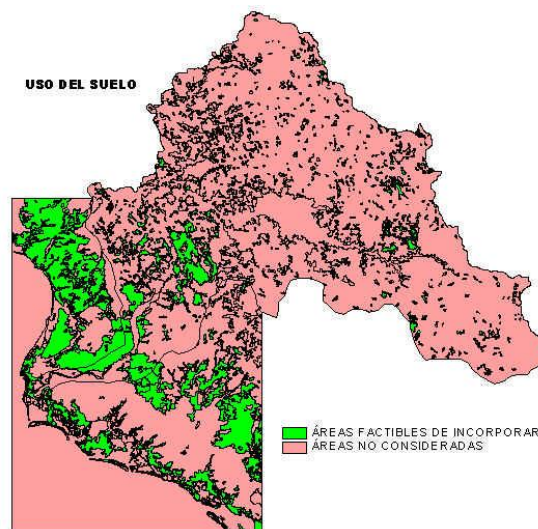 USO DEL SUELO
ÁREAS FACTIBLES DE INCORPORAR
ÁREAS NO CONSIDERADAS